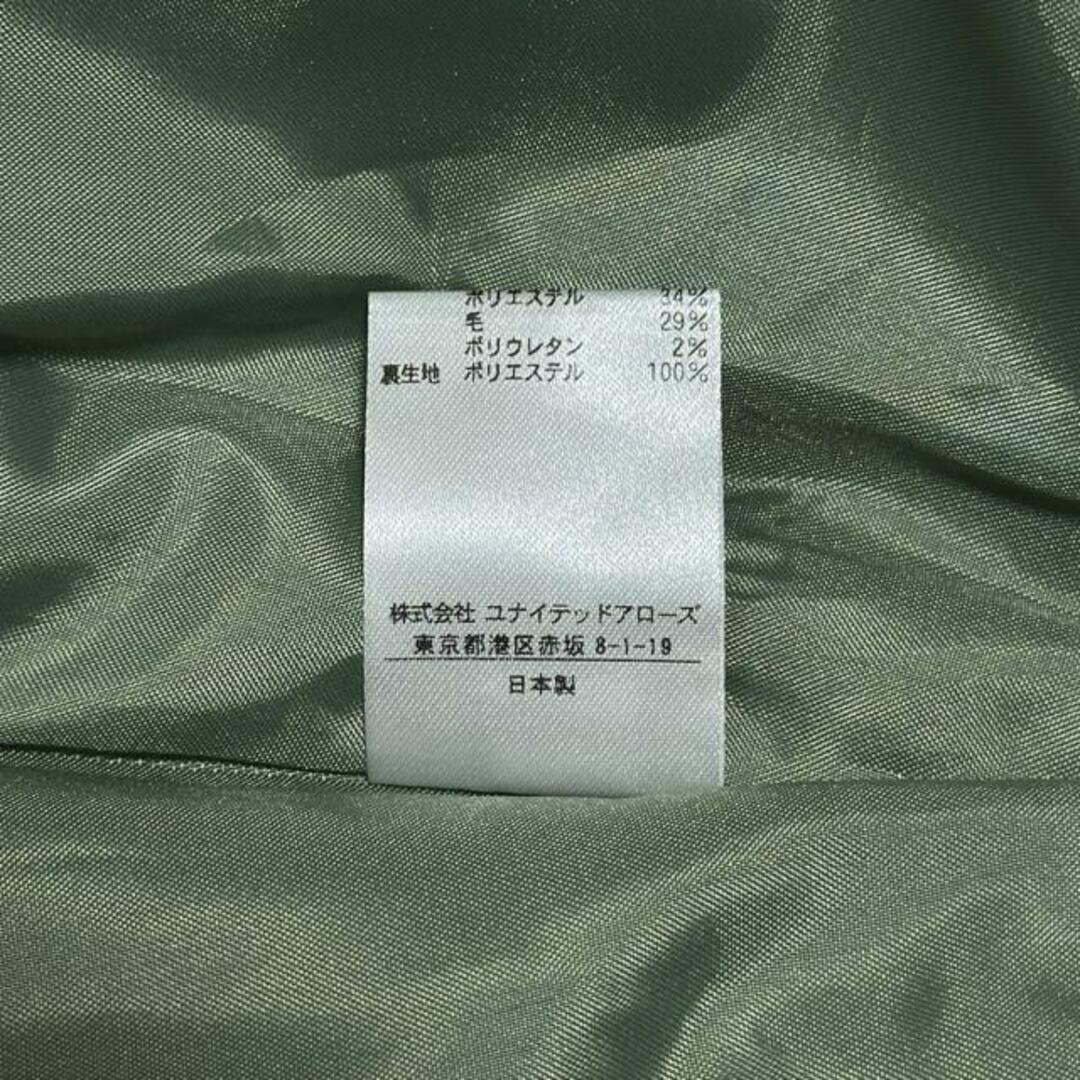 ポリエステル 34%
毛 29%
ポリウレタン 2%
裏生地 ポリエステル 100%
株式会社 ユナイテッドアローズ
東京都港区赤坂 8-1-19
日本製